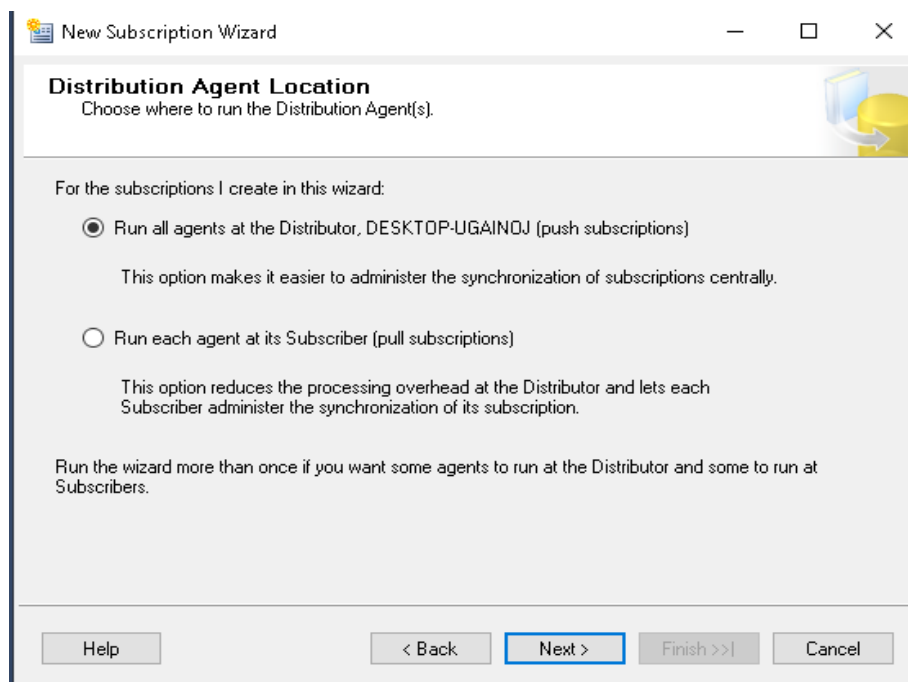 New Subscription Wizard
Distribution Agent Location
Choose where to run the Distribution Agent(s).
For the subscriptions I create in this wizard:
Run all agents at the Distributor, DESKTOP-UGAINOJ (push subscriptions)
This option makes it easier to administer the synchronization of subscriptions centrally.
Run each agent at its Subscriber (pull subscriptions)
This option reduces the processing overhead at the Distributor and lets each
Subscriber administer the synchronization of its subscription.
Run the wizard more than once if you want some agents to run at the Distributor and some to run at
Subscribers.
Help
< Back
Next >
Finish >>|
Cancel